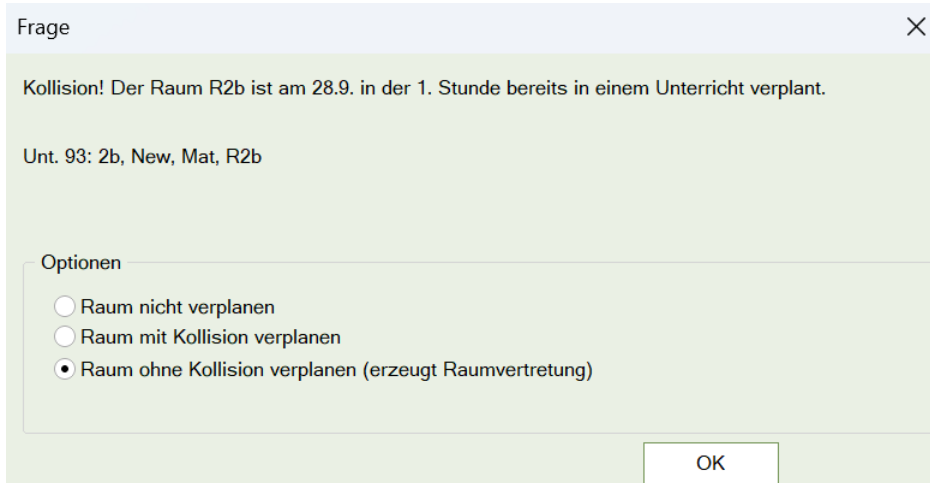 Frage
Kollision! Der Raum R2b ist am 28.9. in der 1. Stunde bereits in einem Unterricht verplant.
Unt. 93: 2b, New, Mat, R2b
Optionen
Raum nicht verplanen
Raum mit Kollision verplanen
Raum ohne Kollision verplanen (erzeugt Raumvertretung)
OK